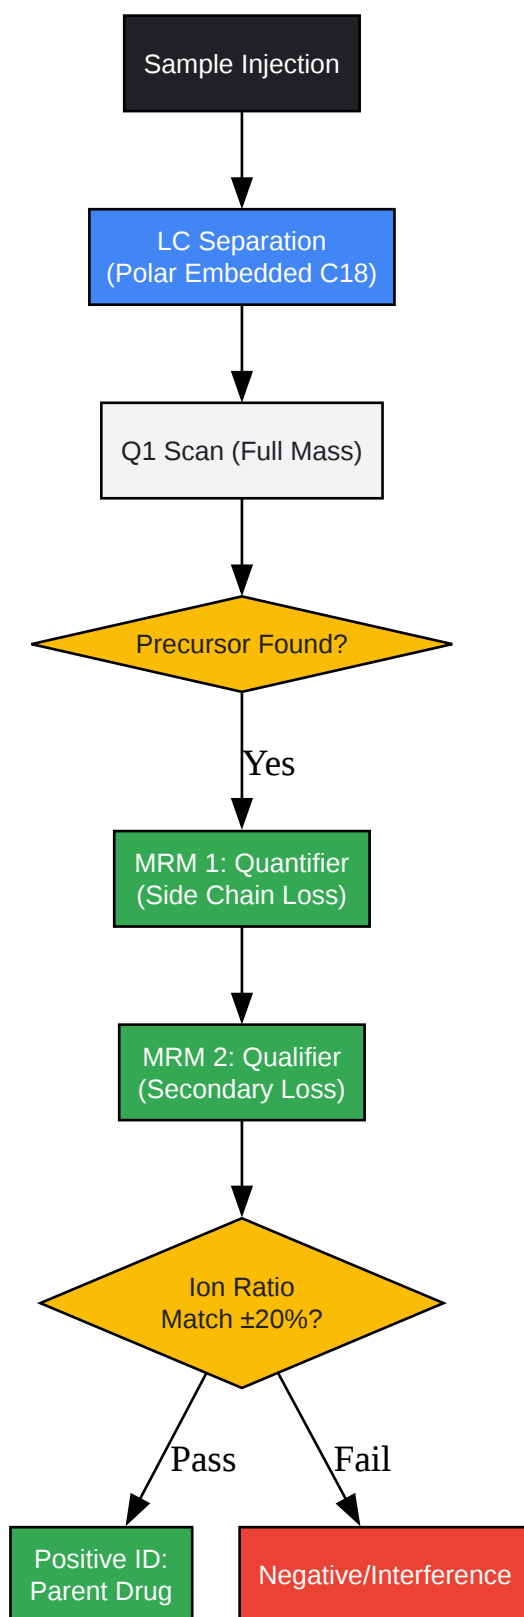 Sample Injection
LC Separation
(Polar Embedded C18)
Q1 Scan (Full Mass)
Precursor Found?
Yes
MRM 1: Quantifier
(Side Chain Loss)
MRM 2: Qualifier
(Secondary Loss)
Ion Ratio
Match ±20%?
Pass
Fail
Positive ID:
Parent Drug
Negative/Interference